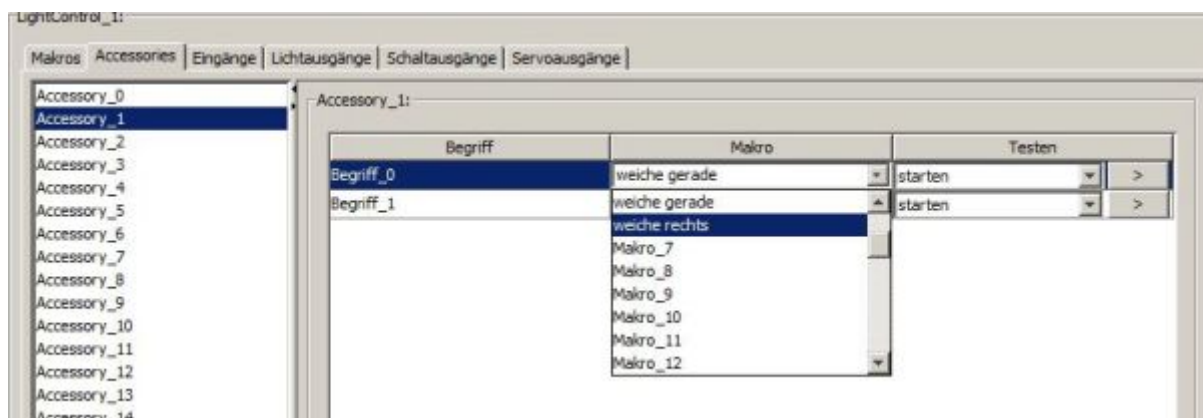 LightControl_1:
Makros Accessories Eingänge Lichtausgänge Schaltausgänge Servoausgänge
Accessory_0
Accessory_1
Accessory_2
Accessory_3
Accessory_4
Accessory_5
Accessory_6
Accessory_7
Accessory_8
Accessory_9
Accessory_10
Accessory_11
Accessory_12
Accessory_13
Accessory_14
Accessory_1:
Begriff Makro Testen
Begriff_0 weiche gerade starten >
Begriff_1 weiche gerade starten >
weiche rechts
Makro_7
Makro_8
Makro_9
Makro_10
Makro_11
Makro_12